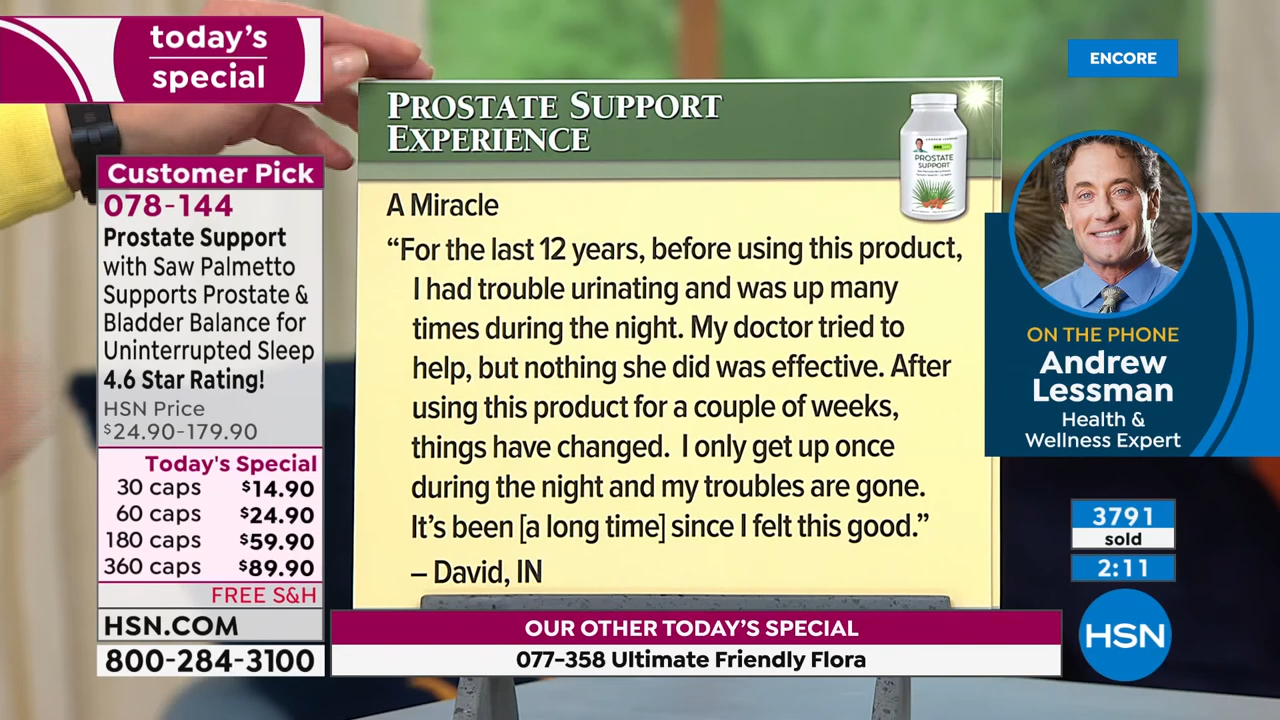 today's
special
ENCORE
Customer Pick
078-144
Prostate Support
with Saw Palmetto
Supports Prostate &
Bladder Balance for
Uninterrupted Sleep
4.6 Star Rating!
HSN Price
$24.90-179.90
Today's Special
30 caps $14.90
60 caps $24.90
180 caps $59.90
360 caps $89.90
FREE S&H
HSN.COM
800-284-3100
PROSTATE SUPPORT
EXPERIENCE
PROSTATE
SUPPORT
A Miracle
“For the last 12 years, before using this product,
I had trouble urinating and was up many
times during the night. My doctor tried to
help, but nothing she did was effective. After
using this product for a couple of weeks,
things have changed. I only get up once
during the night and my troubles are gone.
It’s been [a long time] since I felt this good.”
– David, IN
ON THE PHONE
Andrew
Lessman
Health &
Wellness Expert
3791
sold
2:11
HSN
OUR OTHER TODAY’S SPECIAL
077-358 Ultimate Friendly Flora